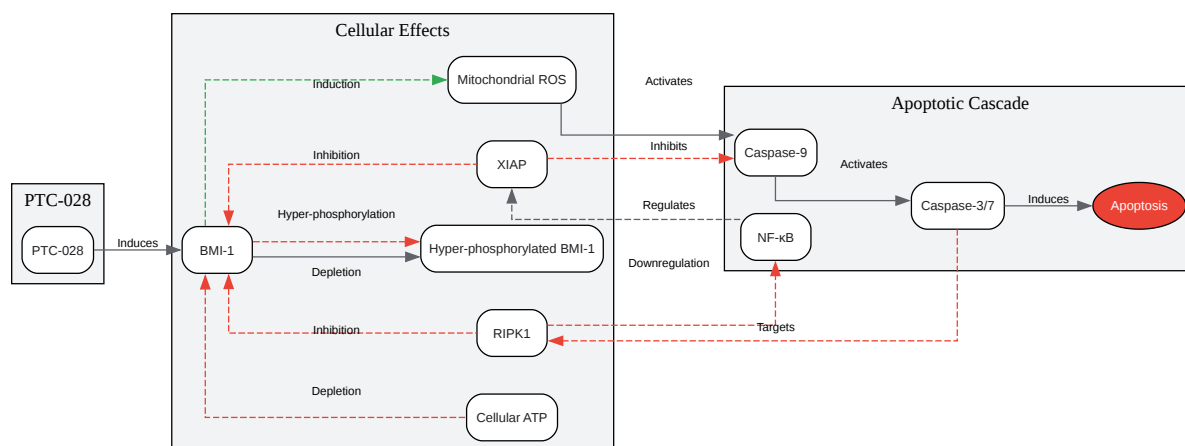 Cellular Effects
Mitochondrial ROS
Induction
Activates
Apoptotic Cascade
XIAP
Inhibition
Inhibits
Caspase-9
Activates
PTC-028
Hyper-phosphorylation
Regulates
Caspase-3/7
Induces
Apoptosis
PTC-028
Induces
BMI-1
Hyper-phosphorylated BMI-1
NF-κB
Depletion
Downregulation
Inhibition
RIPK1
Targets
Depletion
Cellular ATP